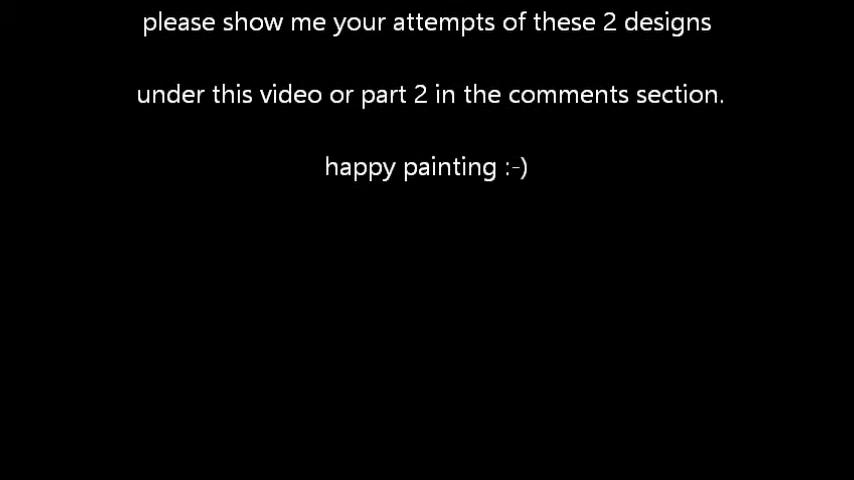 please show me your attempts of these 2 designs
under this video or part 2 in the comments section.
happy painting :-)